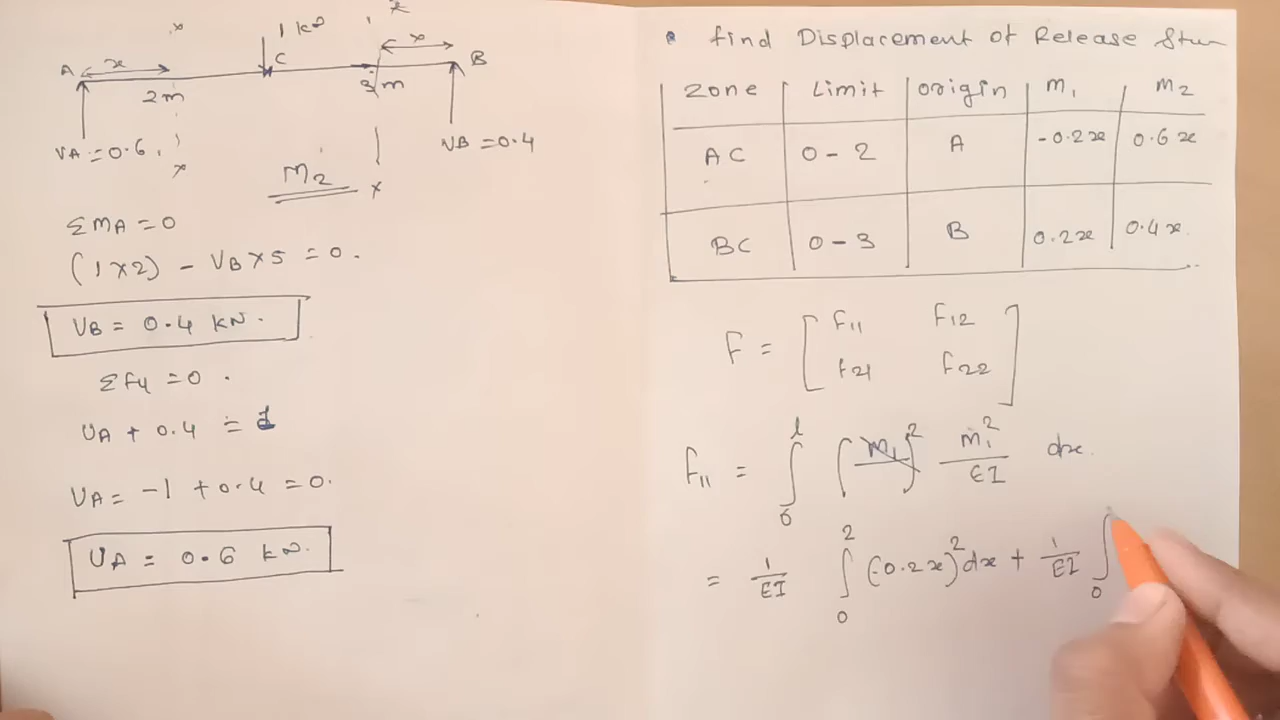 1 kN
x
x
A x C x B
2m 3m
VA = 0.6 VB = 0.4
x M2 x
ΣMA = 0
(1 x 2) - VB x 5 = 0.
VB = 0.4 kN.
ΣFy = 0.
VA + 0.4 = 1
VA = -1 + 0.4 = 0.
VA = 0.6 kN.
• find Displacement of Release Stru
Zone Limit Origin m1 m2
AC 0 - 2 A -0.2x 0.6x
BC 0 - 3 B 0.2x 0.4x.
F = [ F11 F12
F21 F22 ]
F11 = ∫ 0 l m1² / EI dx.
= 1/EI ∫ 0 2 (-0.2x)² dx + 1/EI ∫ 0